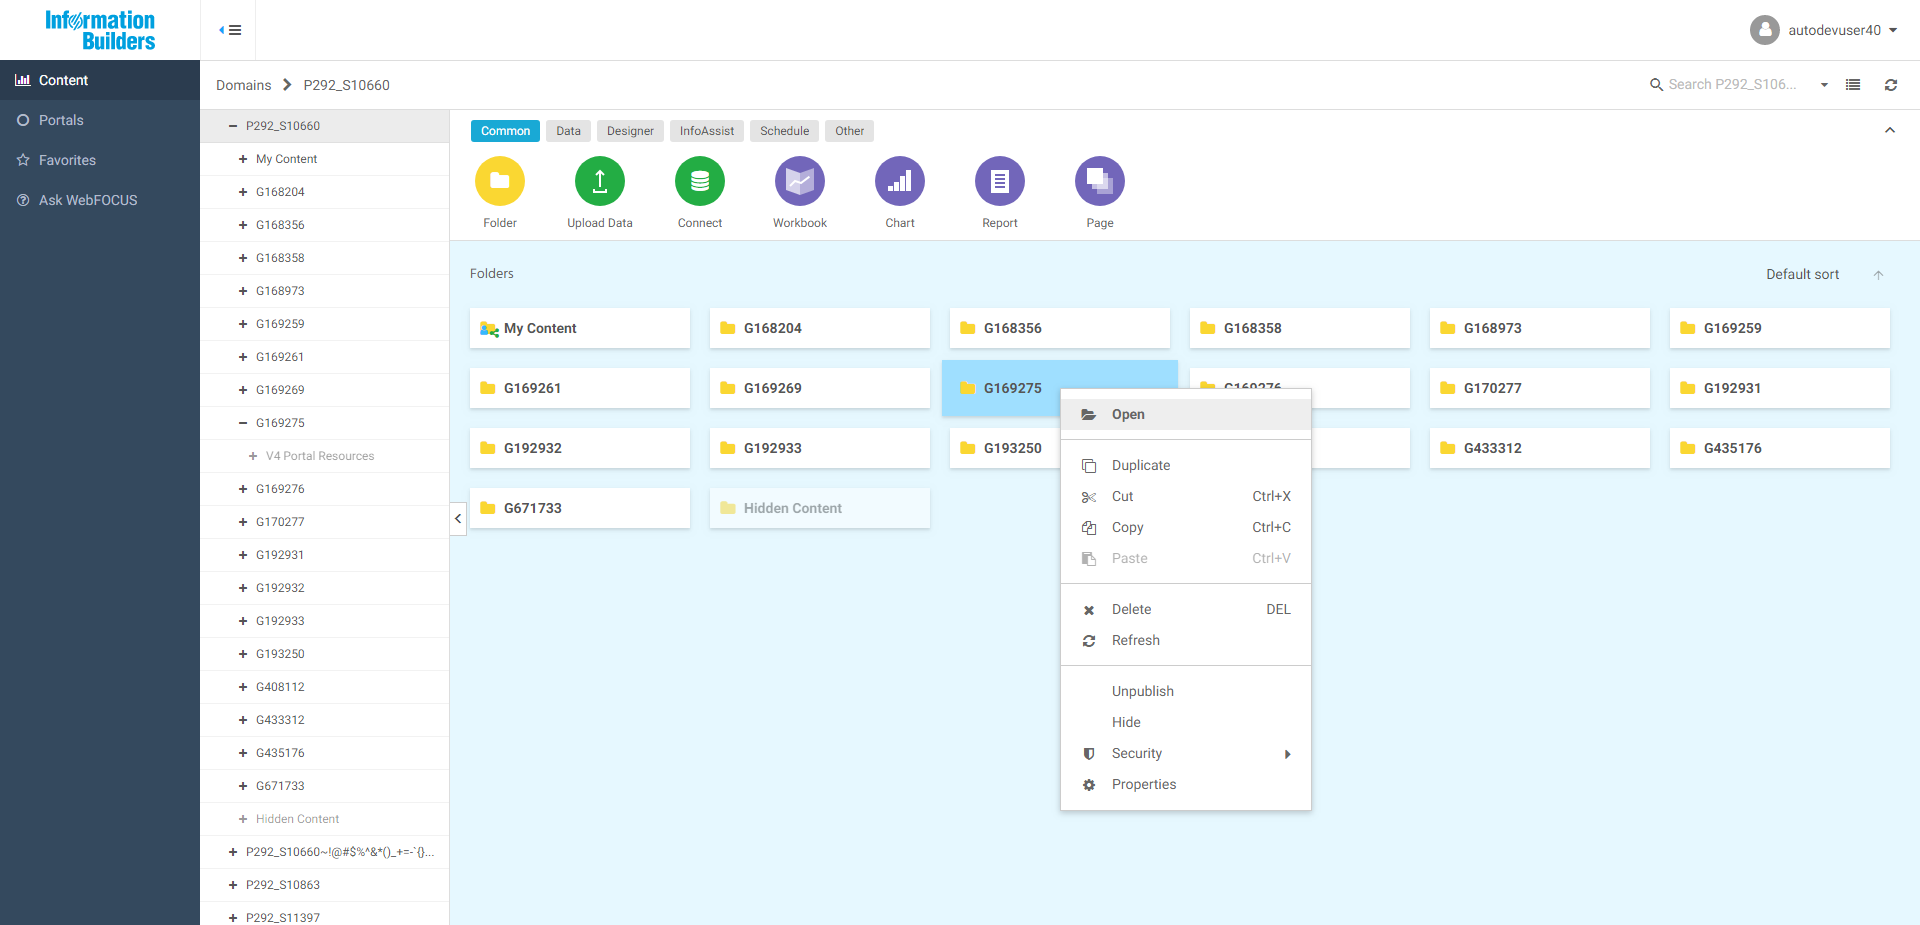 Information
Builders
autodevuser40
Content
Portals
Favorites
Ask WebFOCUS
Domains > P292_S10660
Search P292_S106...
P292_S10660
My Content
G168204
G168356
G168358
G168973
G169259
G169261
G169269
G169275
V4 Portal Resources
G169276
G170277
G192931
G192932
G192933
G193250
G408112
G433312
G435176
G671733
Hidden Content
P292_S10660~!@#$%^&*()_+=-`{}...
P292_S10863
P292_S11397
Common Data Designer InfoAssist Schedule Other
Folder Upload Data Connect Workbook Chart Report Page
Folders Default sort
My Content G168204 G168356 G168358 G168973 G169259
G169261 G169269 G169275 G169276 G170277 G192931
G192932 G192933 G193250 G433312 G435176
G671733 Hidden Content
Open
Duplicate
Cut Ctrl+X
Copy Ctrl+C
Paste Ctrl+V
Delete DEL
Refresh
Unpublish
Hide
Security
Properties